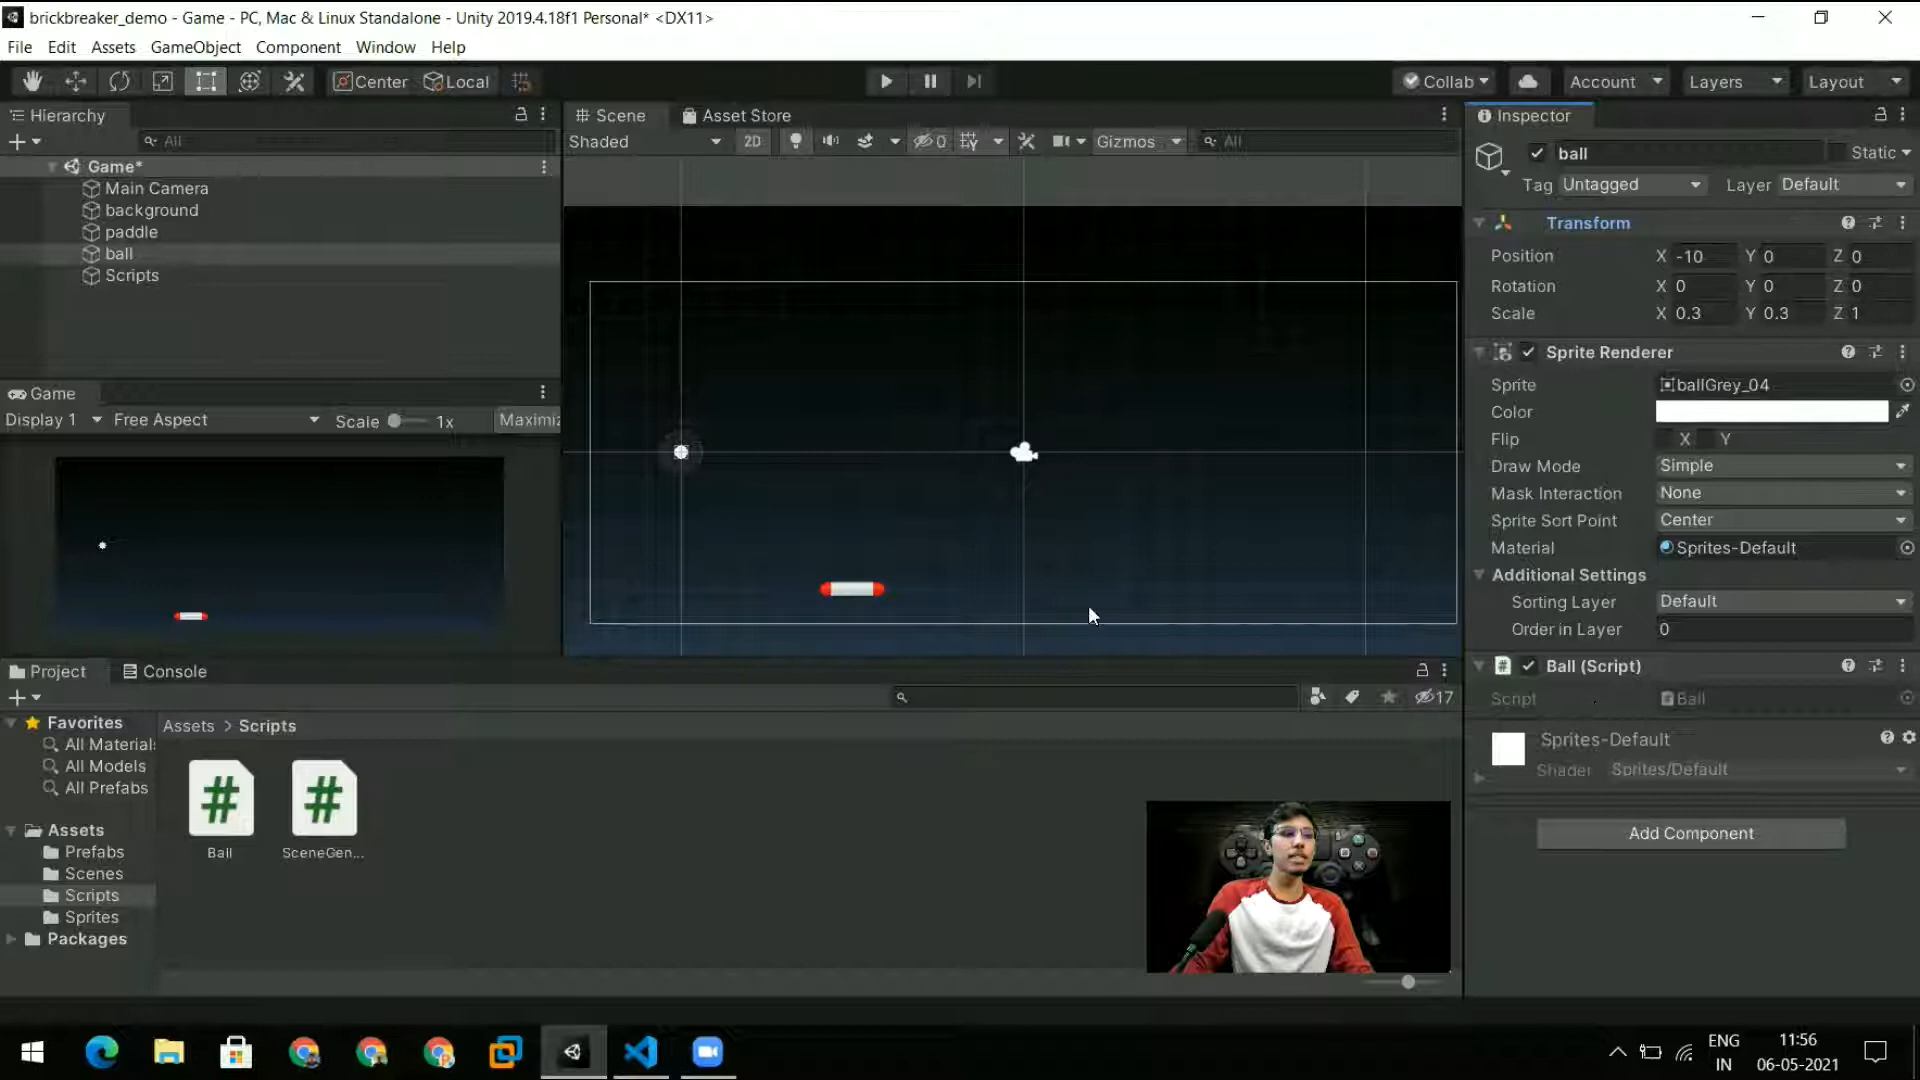 brickbreaker_demo - Game - PC, Mac & Linux Standalone - Unity 2019.4.18f1 Personal* <DX11>
File Edit Assets GameObject Component Window Help
Center Local Collab Account Layers Layout
Hierarchy
All
Game*
Main Camera
background
paddle
ball
Scripts
Game
Display 1 Free Aspect Scale 1x Maximiz
Scene Asset Store
Shaded 2D 0 Gizmos All
Inspector
ball Static
Tag Untagged Layer Default
Transform
Position X -10 Y 0 Z 0
Rotation X 0 Y 0 Z 0
Scale X 0.3 Y 0.3 Z 1
Sprite Renderer
Sprite ballGrey_04
Color
Flip X Y
Draw Mode Simple
Mask Interaction None
Sprite Sort Point Center
Material Sprites-Default
Additional Settings
Sorting Layer Default
Order in Layer 0
Ball (Script)
Script Ball
Sprites-Default
Shader Sprites/Default
Add Component
Project Console
17
Favorites
All Materials
All Models
All Prefabs
Assets
Prefabs
Scenes
Scripts
Sprites
Packages
Assets > Scripts
Ball SceneGen...
ENG
IN
11:56
06-05-2021